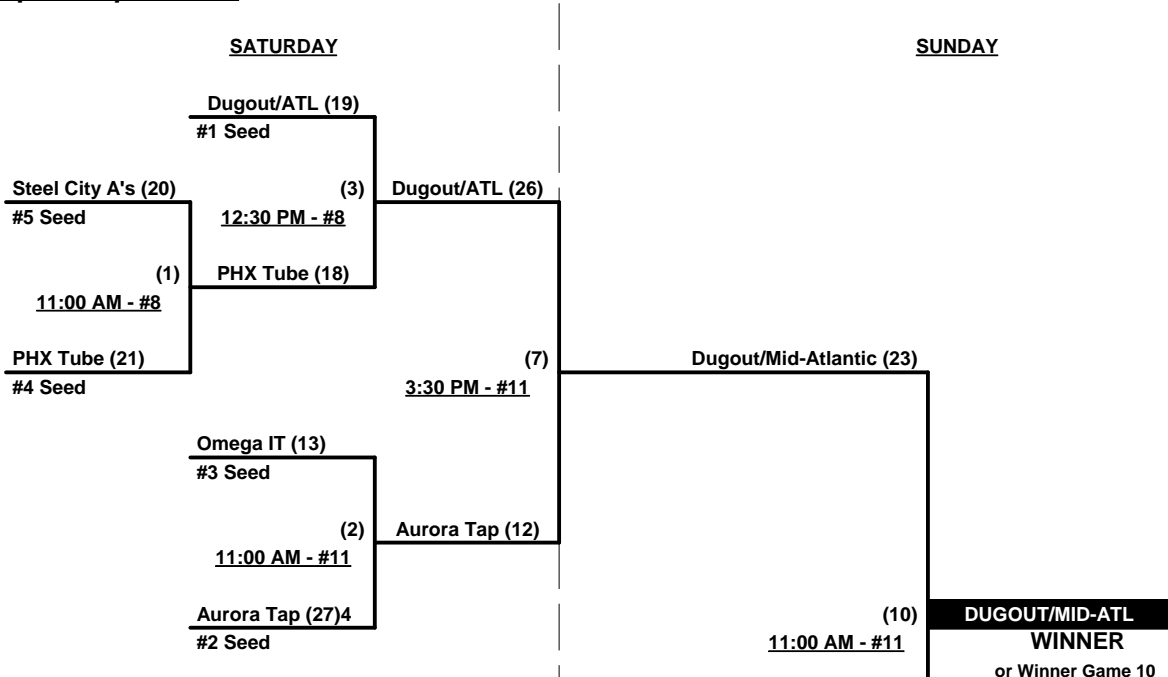 SATURDAY
SUNDAY
Dugout/ATL (19)
#1 Seed
Steel City A's (20)
(3)
Dugout/ATL (26)
#5 Seed
12:30 PM - #8
(1)
PHX Tube (18)
11:00 AM - #8
PHX Tube (21)
(7)
Dugout/Mid-Atlantic (23)
#4 Seed
3:30 PM - #11
Omega IT (13)
#3 Seed
(2)
Aurora Tap (12)
11:00 AM - #11
Aurora Tap (27)4
(10)
DUGOUT/MID-ATL
#2 Seed
11:00 AM - #11
WINNER
or Winner Game 10